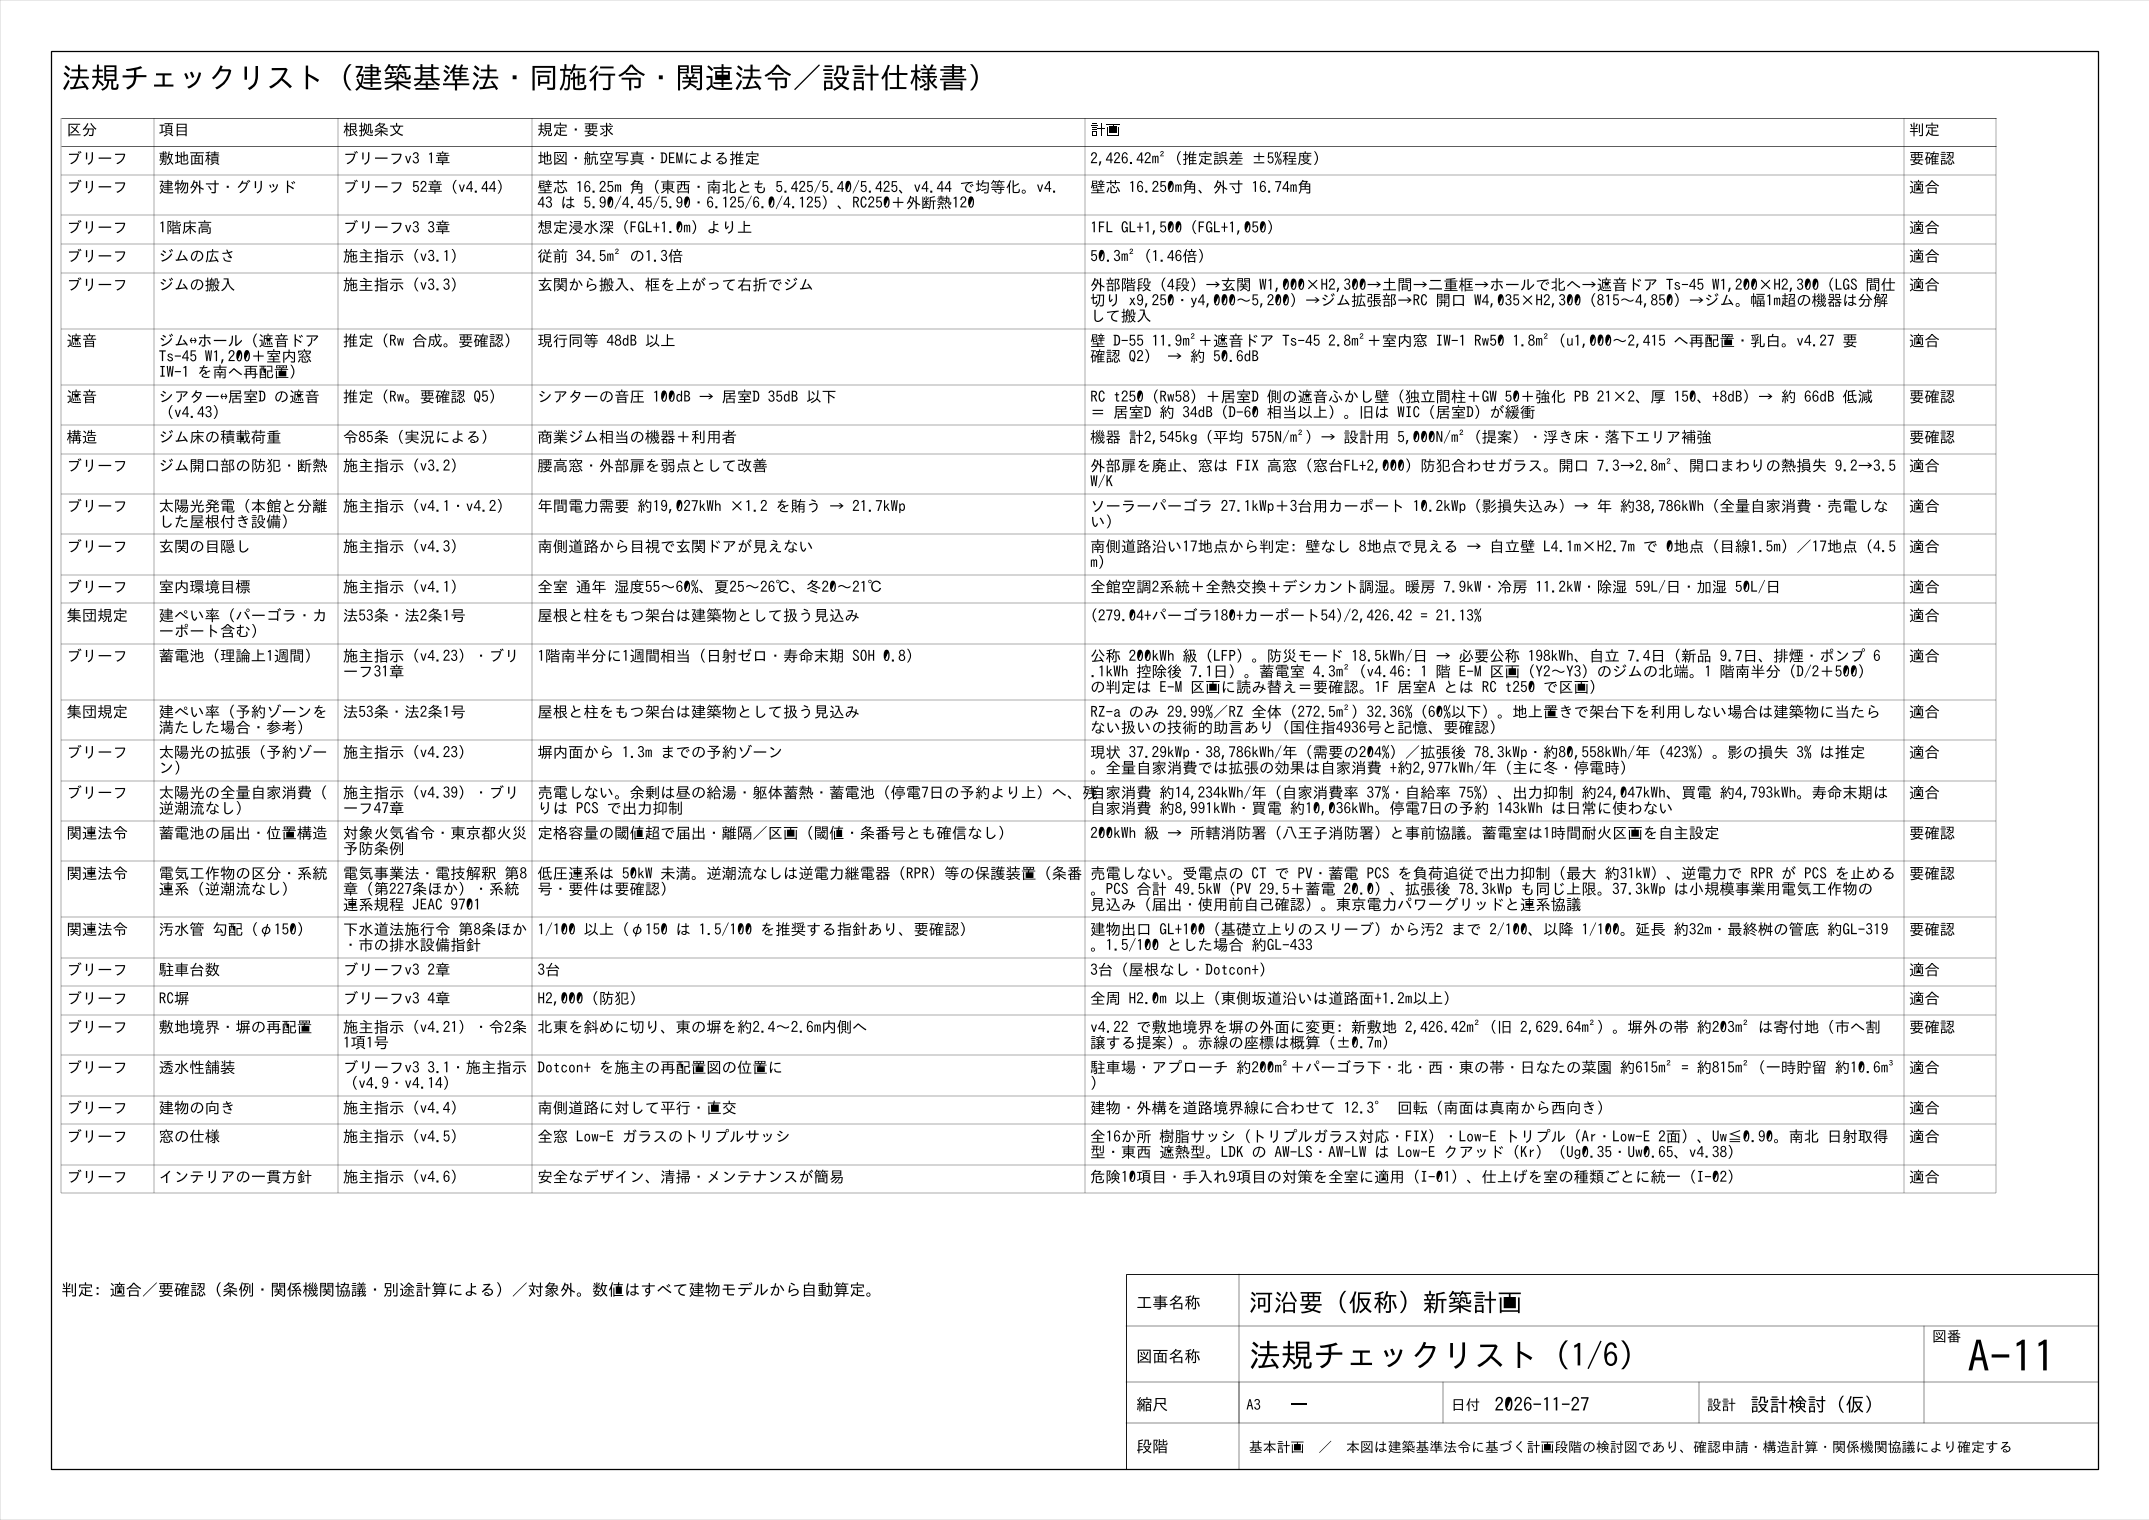 法規チェックリスト（建築基準法・同施行令・関連法令／設計仕様書）
区分 項目 根拠条文 規定・要求 計画 判定
ブリーフ 敷地面積 ブリーフv3 1章 地図・航空写真・DEMによる推定 2,426.42m²（推定誤差 ±5%程度） 要確認
ブリーフ 建物外寸・グリッド ブリーフ 52章（v4.44） 壁芯 16.25m 角（東西・南北とも 5.425/5.40/5.425、v4.44 で均等化。v4. 壁芯 16.250m角、外寸 16.74m角 適合
43 は 5.90/4.45/5.90・6.125/6.0/4.125）、RC250＋外断熱120
ブリーフ 1階床高 ブリーフv3 3章 想定浸水深（FGL+1.0m）より上 1FL GL+1,500（FGL+1,050） 適合
ブリーフ ジムの広さ 施主指示（v3.1） 従前 34.5m² の1.3倍 50.3m²（1.46倍） 適合
ブリーフ ジムの搬入 施主指示（v3.3） 玄関から搬入、框を上がって右折でジム 外部階段（4段）→玄関 W1,000×H2,300→土間→二重框→ホールで北へ→遮音ドア Ts-45 W1,200×H2,300（LGS 間仕 適合
切り x9,250・y4,000～5,200）→ジム拡張部→RC 開口 W4,035×H2,300（815～4,850）→ジム。幅1m超の機器は分解
して搬入
遮音 ジム↔ホール（遮音ドア 推定（Rw 合成。要確認） 現行同等 48dB 以上 壁 D-55 11.9m²＋遮音ドア Ts-45 2.8m²＋室内窓 IW-1 Rw50 1.8m²（u1,000～2,415 へ再配置・乳白。v4.27 要 適合
Ts-45 W1,200＋室内窓 確認 Q2） → 約 50.6dB
IW-1 を南へ再配置）
遮音 シアター↔居室D の遮音 推定（Rw。要確認 Q5） シアターの音圧 100dB → 居室D 35dB 以下 RC t250（Rw58）＋居室D 側の遮音ふかし壁（独立間柱＋GW 50＋強化 PB 21×2、厚 150、+8dB）→ 約 66dB 低減 要確認
（v4.43） ＝ 居室D 約 34dB（D-60 相当以上）。旧は WIC（居室D）が緩衝
構造 ジム床の積載荷重 令85条（実況による） 商業ジム相当の機器＋利用者 機器 計2,545kg（平均 575N/m²）→ 設計用 5,000N/m²（提案）・浮き床・落下エリア補強 要確認
ブリーフ ジム開口部の防犯・断熱 施主指示（v3.2） 腰高窓・外部扉を弱点として改善 外部扉を廃止、窓は FIX 高窓（窓台FL+2,000）防犯合わせガラス。開口 7.3→2.8m²、開口まわりの熱損失 9.2→3.5 適合
W/K
ブリーフ 太陽光発電（本館と分離 施主指示（v4.1・v4.2） 年間電力需要 約19,027kWh ×1.2 を賄う → 21.7kWp ソーラーパーゴラ 27.1kWp＋3台用カーポート 10.2kWp（影損失込み）→ 年 約38,786kWh（全量自家消費・売電しな 適合
した屋根付き設備） い）
ブリーフ 玄関の目隠し 施主指示（v4.3） 南側道路から目視で玄関ドアが見えない 南側道路沿い17地点から判定: 壁なし 8地点で見える → 自立壁 L4.1m×H2.7m で 0地点（目線1.5m）／17地点（4.5 適合
m）
ブリーフ 室内環境目標 施主指示（v4.1） 全室 通年 湿度55～60%、夏25～26℃、冬20～21℃ 全館空調2系統＋全熱交換＋デシカント調湿。暖房 7.9kW・冷房 11.2kW・除湿 59L/日・加湿 50L/日 適合
集団規定 建ぺい率（パーゴラ・カ 法53条・法2条1号 屋根と柱をもつ架台は建築物として扱う見込み (279.04+パーゴラ180+カーポート54)/2,426.42 = 21.13% 適合
ーポート含む）
ブリーフ 蓄電池（理論上1週間） 施主指示（v4.23）・ブリ 1階南半分に1週間相当（日射ゼロ・寿命末期 SOH 0.8） 公称 200kWh 級（LFP）。防災モード 18.5kWh/日 → 必要公称 198kWh、自立 7.4日（新品 9.7日、排煙・ポンプ 6 適合
ーフ31章 .1kWh 控除後 7.1日）。蓄電室 4.3m²（v4.46: 1 階 E-M 区画（Y2～Y3）のジムの北端。1 階南半分（D/2＋500）
の判定は E-M 区画に読み替え＝要確認。1F 居室A とは RC t250 で区画）
集団規定 建ぺい率（予約ゾーンを 法53条・法2条1号 屋根と柱をもつ架台は建築物として扱う見込み RZ-a のみ 29.99%／RZ 全体（272.5m²）32.36%（60%以下）。地上置きで架台下を利用しない場合は建築物に当たら 適合
満たした場合・参考） ない扱いの技術的助言あり（国住指4936号と記憶、要確認）
ブリーフ 太陽光の拡張（予約ゾー 施主指示（v4.23） 塀内面から 1.3m までの予約ゾーン 現状 37.29kWp・38,786kWh/年（需要の204%）／拡張後 78.3kWp・約80,558kWh/年（423%）。影の損失 3% は推定 適合
ン） 。全量自家消費では拡張の効果は自家消費 +約2,977kWh/年（主に冬・停電時）
ブリーフ 太陽光の全量自家消費（ 施主指示（v4.39）・ブリ 売電しない。余剰は昼の給湯・躯体蓄熱・蓄電池（停電7日の予約より上）へ、残 自家消費 約14,234kWh/年（自家消費率 37%・自給率 75%）、出力抑制 約24,047kWh、買電 約4,793kWh。寿命末期は 適合
逆潮流なし） ーフ47章 りは PCS で出力抑制 自家消費 約8,991kWh・買電 約10,036kWh。停電7日の予約 143kWh は日常に使わない
関連法令 蓄電池の届出・位置構造 対象火気省令・東京都火災 定格容量の閾値超で届出・離隔／区画（閾値・条番号とも確信なし） 200kWh 級 → 所轄消防署（八王子消防署）と事前協議。蓄電室は1時間耐火区画を自主設定 要確認
予防条例
関連法令 電気工作物の区分・系統 電気事業法・電技解釈 第8 低圧連系は 50kW 未満。逆潮流なしは逆電力継電器（RPR）等の保護装置（条番 売電しない。受電点の CT で PV・蓄電 PCS を負荷追従で出力抑制（最大 約31kW）、逆電力で RPR が PCS を止める 要確認
連系（逆潮流なし） 章（第227条ほか）・系統 号・要件は要確認） 。PCS 合計 49.5kW（PV 29.5＋蓄電 20.0）、拡張後 78.3kWp も同じ上限。37.3kWp は小規模事業用電気工作物の
連系規程 JEAC 9701 見込み（届出・使用前自己確認）。東京電力パワーグリッドと連系協議
関連法令 汚水管 勾配（φ150） 下水道法施行令 第8条ほか 1/100 以上（φ150 は 1.5/100 を推奨する指針あり、要確認） 建物出口 GL+100（基礎立上りのスリーブ）から汚2 まで 2/100、以降 1/100。延長 約32m・最終桝の管底 約GL-319 要確認
・市の排水設備指針 。1.5/100 とした場合 約GL-433
ブリーフ 駐車台数 ブリーフv3 2章 3台 3台（屋根なし・Dotcon+） 適合
ブリーフ RC塀 ブリーフv3 4章 H2,000（防犯） 全周 H2.0m 以上（東側坂道沿いは道路面+1.2m以上） 適合
ブリーフ 敷地境界・塀の再配置 施主指示（v4.21）・令2条 北東を斜めに切り、東の塀を約2.4～2.6m内側へ v4.22 で敷地境界を塀の外面に変更: 新敷地 2,426.42m²（旧 2,629.64m²）。塀外の帯 約203m² は寄付地（市へ割 要確認
1項1号 譲する提案）。赤線の座標は概算（±0.7m）
ブリーフ 透水性舗装 ブリーフv3 3.1・施主指示 Dotcon+ を施主の再配置図の位置に 駐車場・アプローチ 約200m²＋パーゴラ下・北・西・東の帯・日なたの菜園 約615m² = 約815m²（一時貯留 約10.6m³ 適合
（v4.9・v4.14） ）
ブリーフ 建物の向き 施主指示（v4.4） 南側道路に対して平行・直交 建物・外構を道路境界線に合わせて 12.3° 回転（南面は真南から西向き） 適合
ブリーフ 窓の仕様 施主指示（v4.5） 全窓 Low-E ガラスのトリプルサッシ 全16か所 樹脂サッシ（トリプルガラス対応・FIX）・Low-E トリプル（Ar・Low-E 2面）、Uw≦0.90。南北 日射取得 適合
型・東西 遮熱型。LDK の AW-LS・AW-LW は Low-E クアッド（Kr）（Ug0.35・Uw0.65、v4.38）
ブリーフ インテリアの一貫方針 施主指示（v4.6） 安全なデザイン、清掃・メンテナンスが簡易 危険10項目・手入れ9項目の対策を全室に適用（I-01）、仕上げを室の種類ごとに統一（I-02） 適合
判定: 適合／要確認（条例・関係機関協議・別途計算による）／対象外。数値はすべて建物モデルから自動算定。
工事名称 河沿要（仮称）新築計画
図面名称 法規チェックリスト（1/6） 図番 A-11
縮尺 A3 ― 日付 2026-11-27 設計 設計検討（仮）
段階 基本計画 ／ 本図は建築基準法令に基づく計画段階の検討図であり、確認申請・構造計算・関係機関協議により確定する